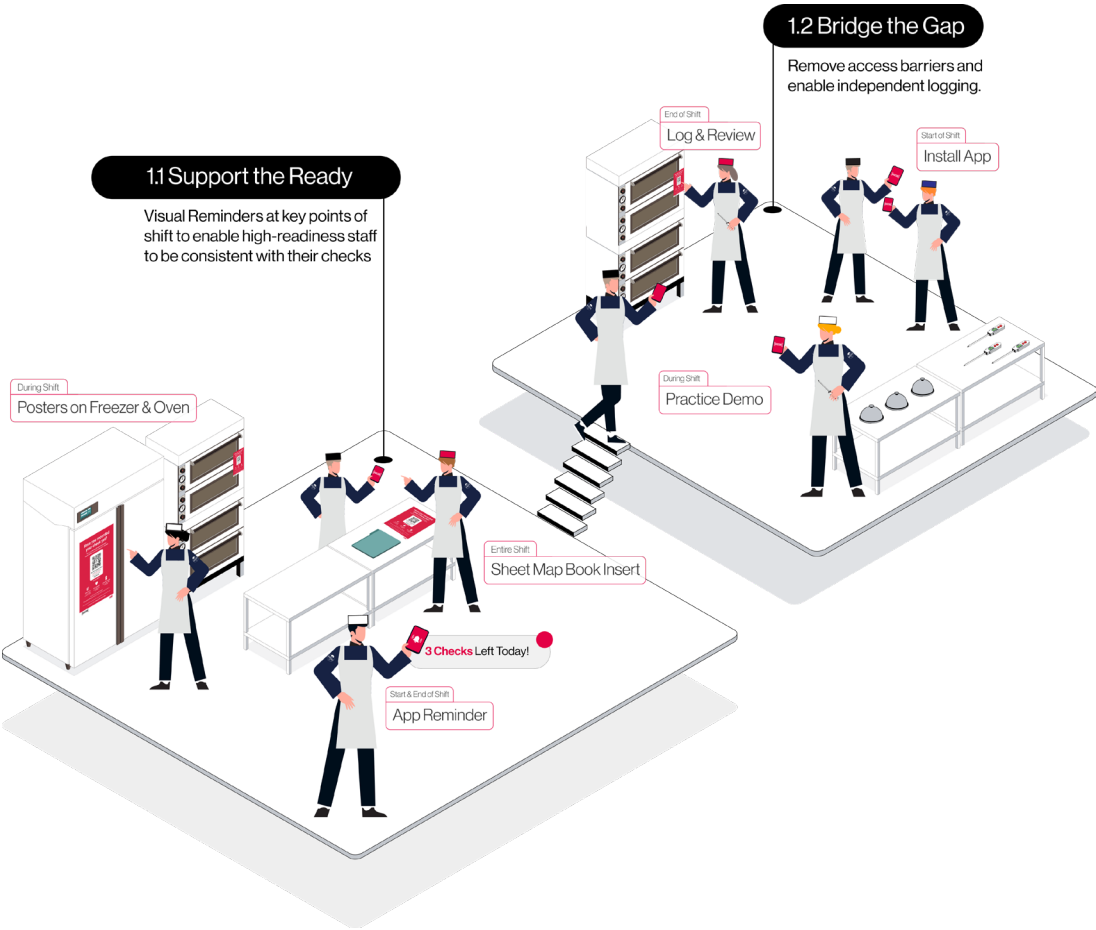 1.2 Bridge the Gap
Remove access barriers and
enable independent logging.
End of Shift
Log & Review
Start of Shift
Install App
1.1 Support the Ready
Visual Reminders at key points of
shift to enable high-readiness staff
to be consistent with their checks
During Shift
Posters on Freezer & Oven
During Shift
Practice Demo
Entire Shift
Sheet Map Book Insert
3 Checks Left Today!
Start & End of Shift
App Reminder